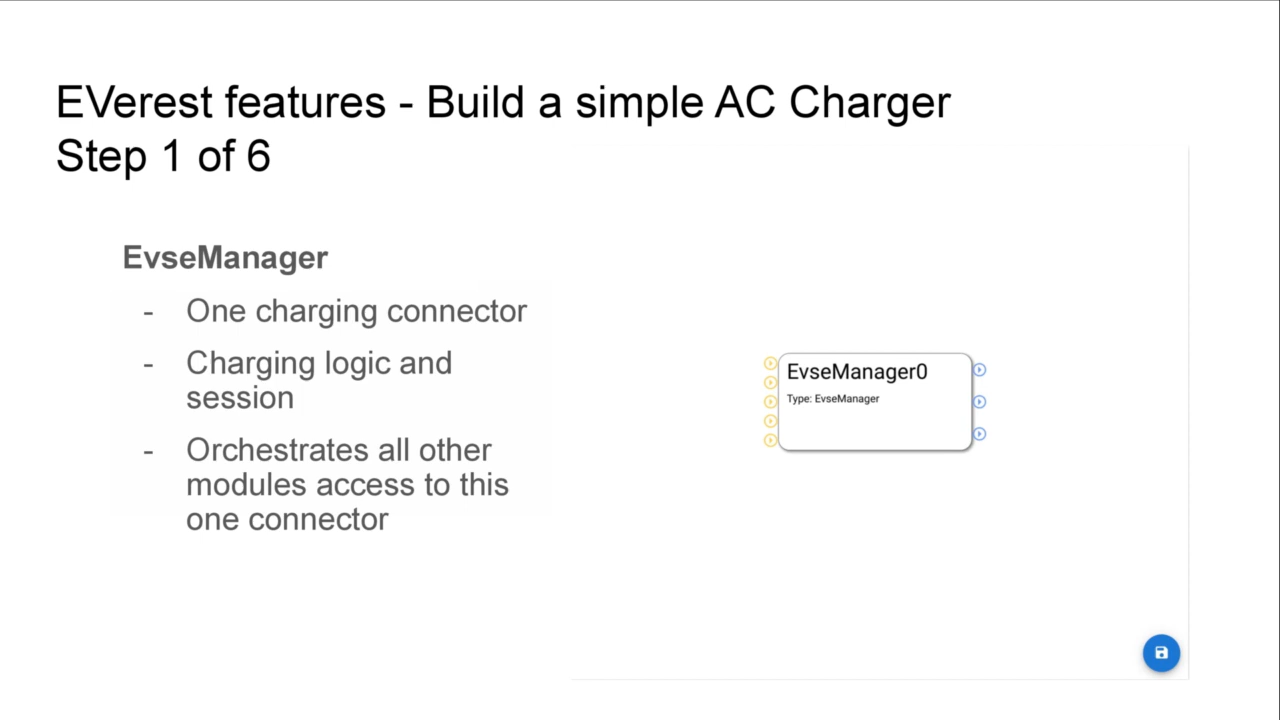 EVerest features - Build a simple AC Charger
Step 1 of 6
EvseManager
- One charging connector
- Charging logic and
session
- Orchestrates all other
modules access to this
one connector
EvseManager0
Type: EvseManager